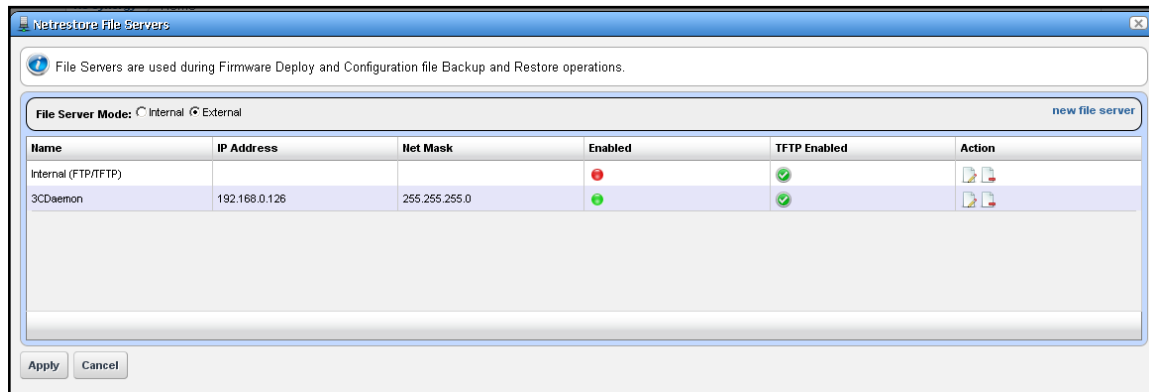 Netrestore File Servers
File Servers are used during Firmware Deploy and Configuration file Backup and Restore operations.
File Server Mode: Internal External
new file server
Name IP Address Net Mask Enabled TFTP Enabled Action
Internal (FTP/TFTP)
3CDaemon 192.168.0.126 255.255.255.0
Apply Cancel